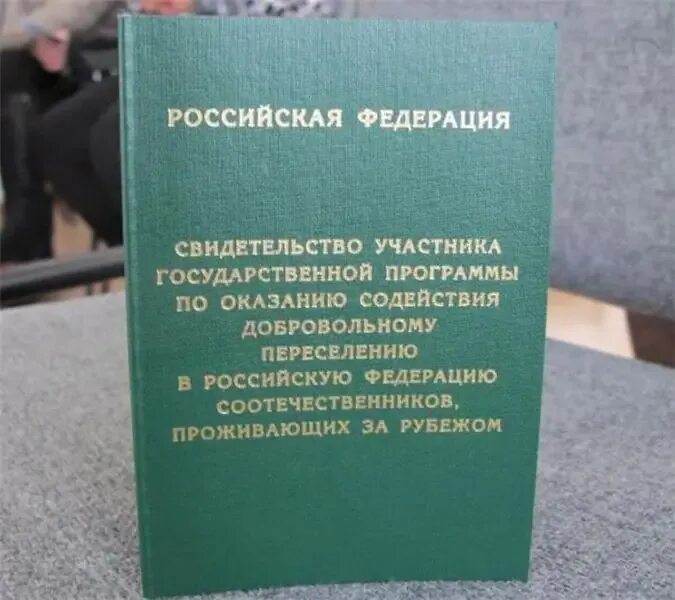 РОССИЙСКАЯ ФЕДЕРАЦИЯ
СВИДЕТЕЛЬСТВО УЧАСТНИКА
ГОСУДАРСТВЕННОЙ ПРОГРАММЫ
ПО ОКАЗАНИЮ СОДЕЙСТВИЯ
ДОБРОВОЛЬНОМУ
ПЕРЕСЕЛЕНИЮ
В РОССИЙСКУЮ ФЕДЕРАЦИЮ
СООТЕЧЕСТВЕННИКОВ,
ПРОЖИВАЮЩИХ ЗА РУБЕЖОМ